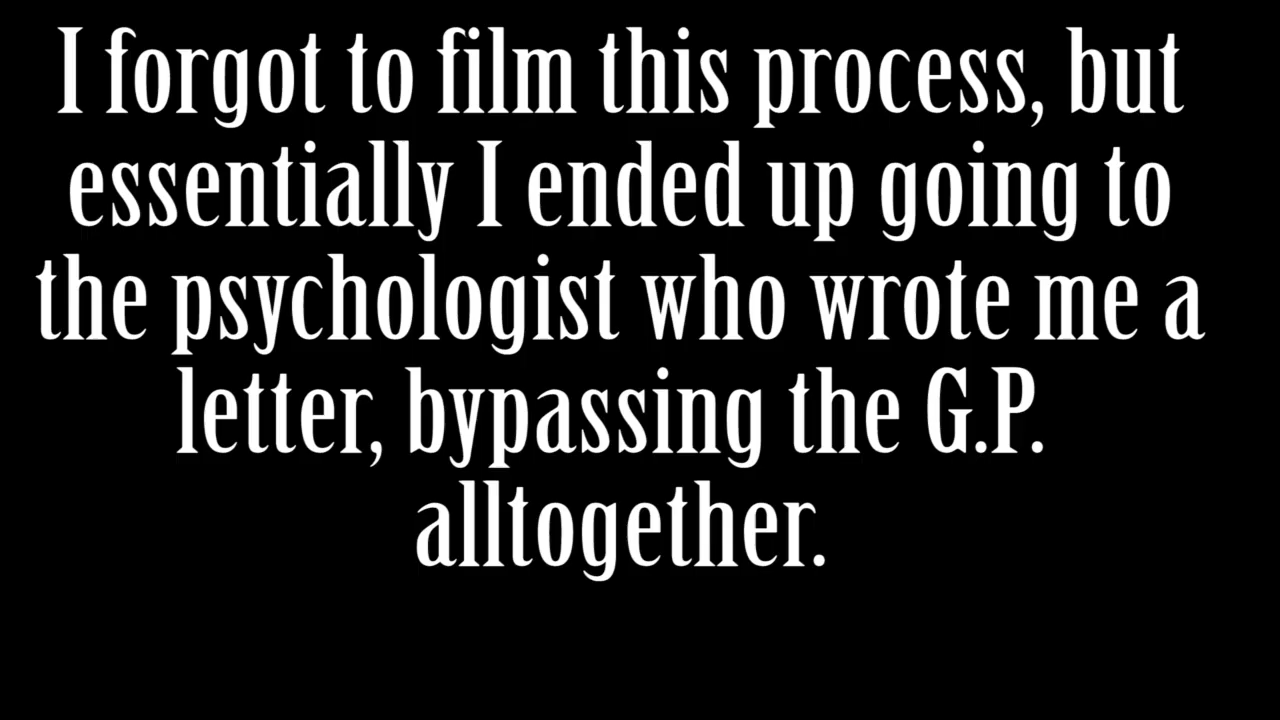 I forgot to film this process, but
essentially I ended up going to
the psychologist who wrote me a
letter, bypassing the G.P.
alltogether.